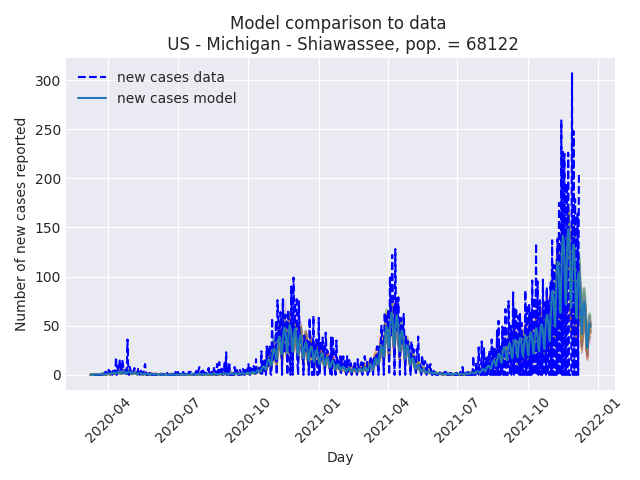 Model comparison to data
US - Michigan - Shiawassee, pop. = 68122
new cases data
new cases model
Number of new cases reported
300
250
200
150
100
50
0
2020-04
2020-07
2020-10
2021-01
2021-04
2021-07
2021-10
2022-01
Day